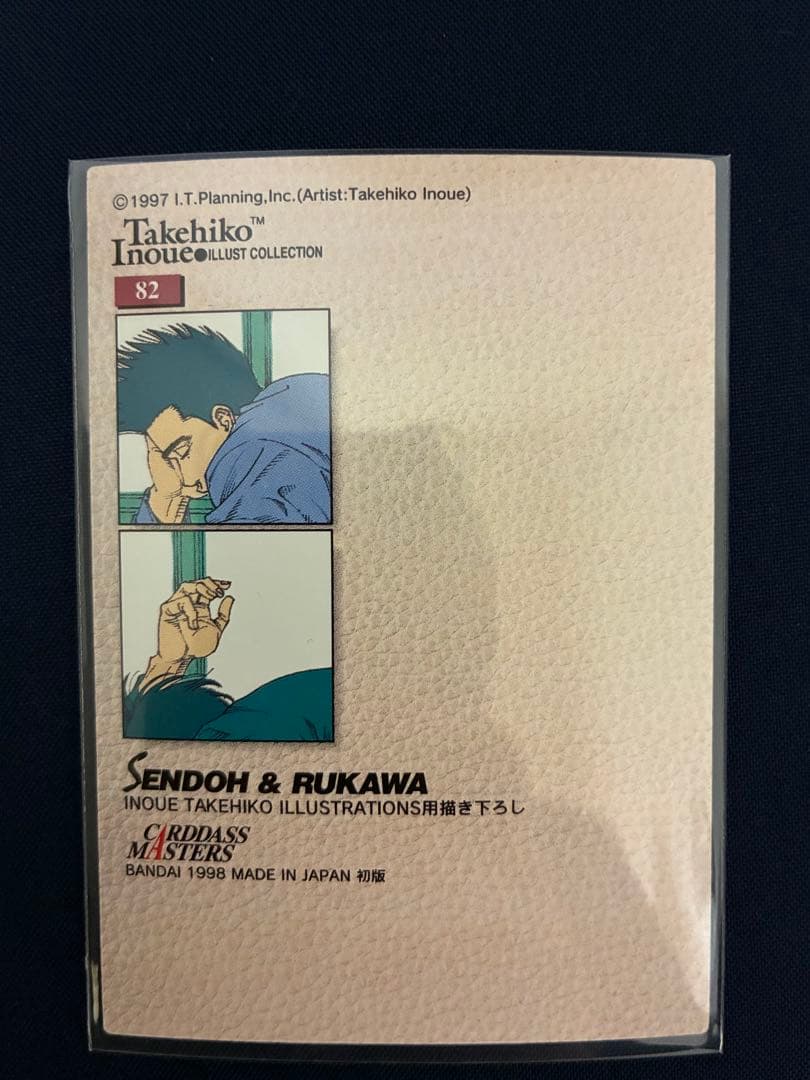 ©1997 I.T.Planning,Inc.(Artist:Takehiko Inoue)
Takehiko™
Inoue●ILLUST COLLECTION
82
SENDOH & RUKAWA
INOUE TAKEHIKO ILLUSTRATIONS用描き下ろし
CARDDASS
MASTERS
BANDAI 1998 MADE IN JAPAN 初版